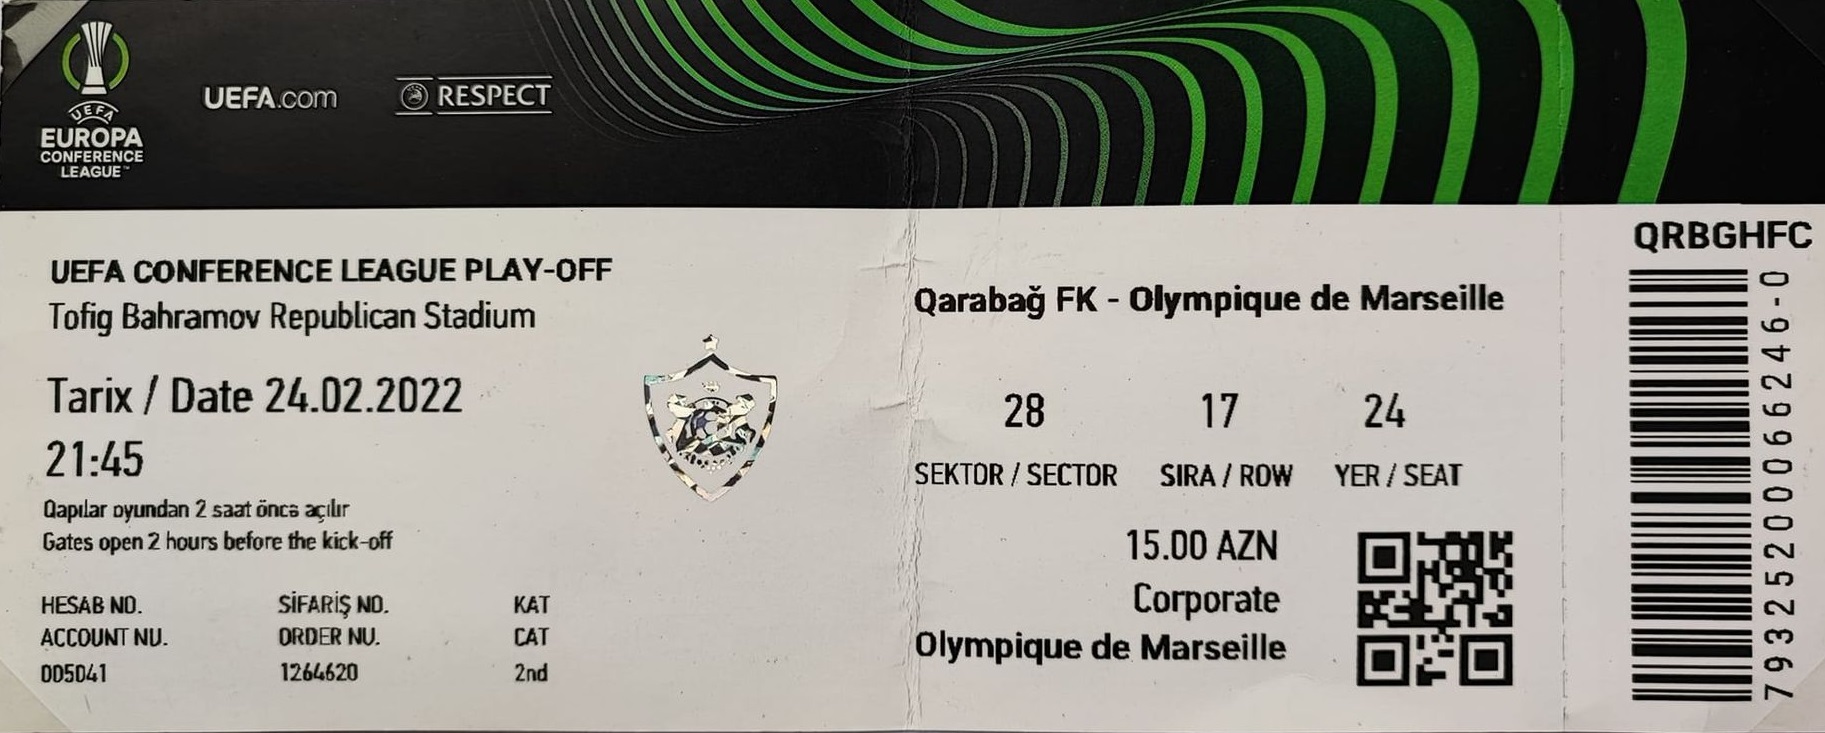 UEFA
EUROPA
CONFERENCE
LEAGUE™
UEFA.com
RESPECT
UEFA CONFERENCE LEAGUE PLAY-OFF
Tofig Bahramov Republican Stadium
Tarix / Date 24.02.2022
21:45
Qapılar oyundan 2 saat öncə açılır
Gates open 2 hours before the kick-off
HESAB NO. SİFARİŞ NO. KAT
ACCOUNT NU. ORDER NU. CAT
005041 1264620 2nd
Qarabağ FK - Olympique de Marseille
28 17 24
SEKTOR / SECTOR SIRA / ROW YER / SEAT
15.00 AZN
Corporate
Olympique de Marseille
QRBGHFC
79325200066246-0